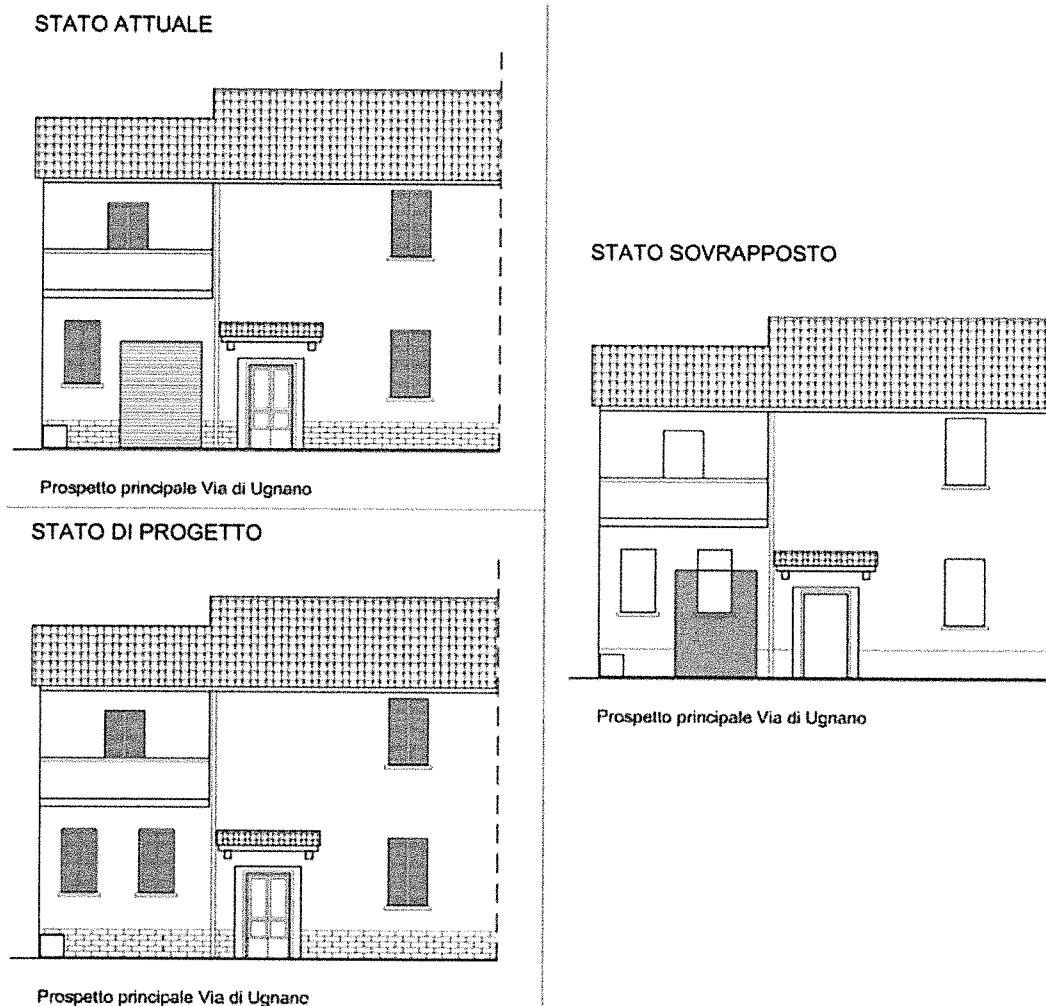 STATO ATTUALE
Prospetto principale Via di Ugnano
STATO DI PROGETTO
Prospetto principale Via di Ugnano
STATO SOVRAPPOSTO
Prospetto principale Via di Ugnano